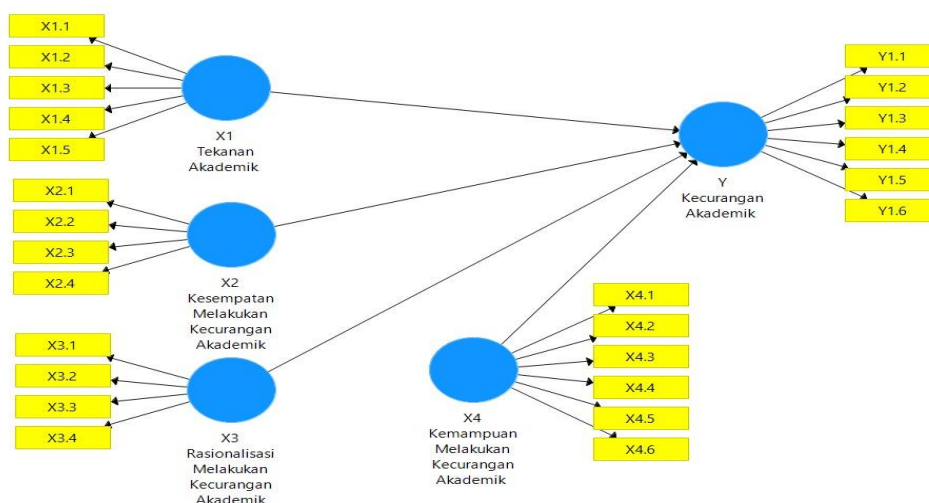 X1.1
X1.2
X1.3
X1.4
X1.5
X1
Tekanan
Akademik
X2.1
X2.2
X2.3
X2.4
X2
Kesempatan
Melakukan
Kecurangan
Akademik
X3.1
X3.2
X3.3
X3.4
X3
Rasionalisasi
Melakukan
Kecurangan
Akademik
X4
Kemampuan
Melakukan
Kecurangan
Akademik
X4.1
X4.2
X4.3
X4.4
X4.5
X4.6
Y
Kecurangan
Akademik
Y1.1
Y1.2
Y1.3
Y1.4
Y1.5
Y1.6